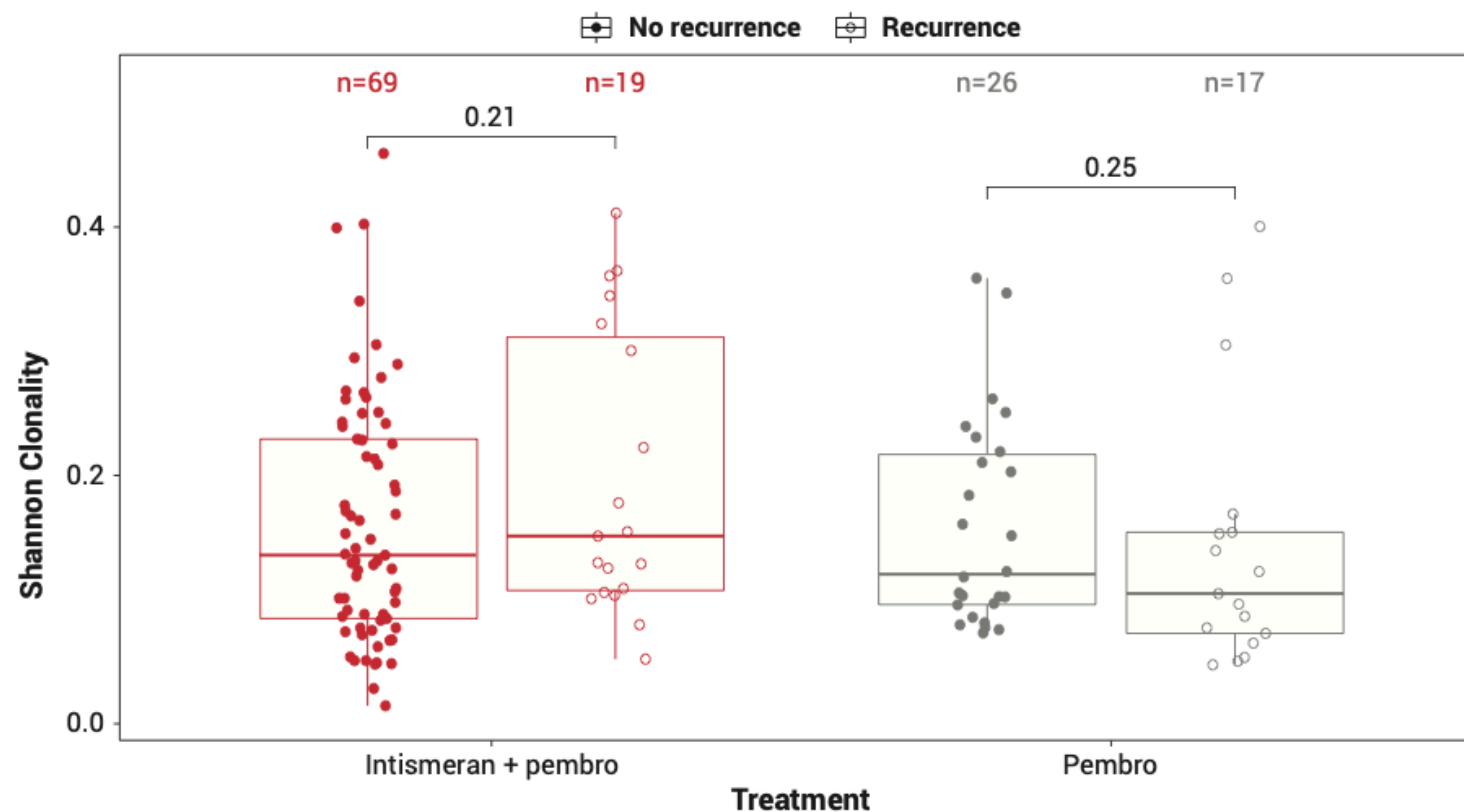 No recurrence Recurrence
n=69 n=19 n=26 n=17
0.21
0.25
0.4
0.2
0.0
Shannon Clonality
Intismeran + pembro Pembro
Treatment